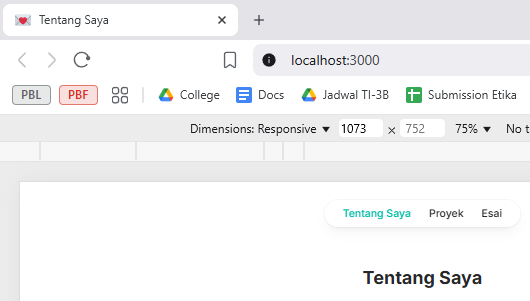 Tentang Saya
localhost:3000
PBL PBF College Docs Jadwal TI-3B Submission Etika
Dimensions: Responsive 1073 × 752 75% No t
Tentang Saya Proyek Esai
Tentang Saya